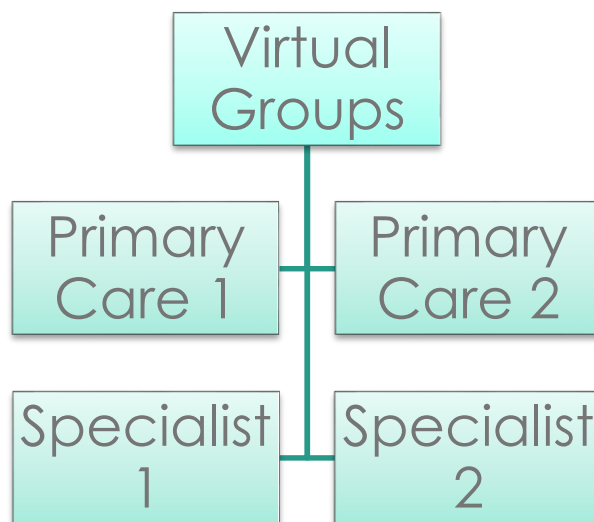 Virtual
Groups
Primary
Care 1
Primary
Care 2
Specialist
1
Specialist
2